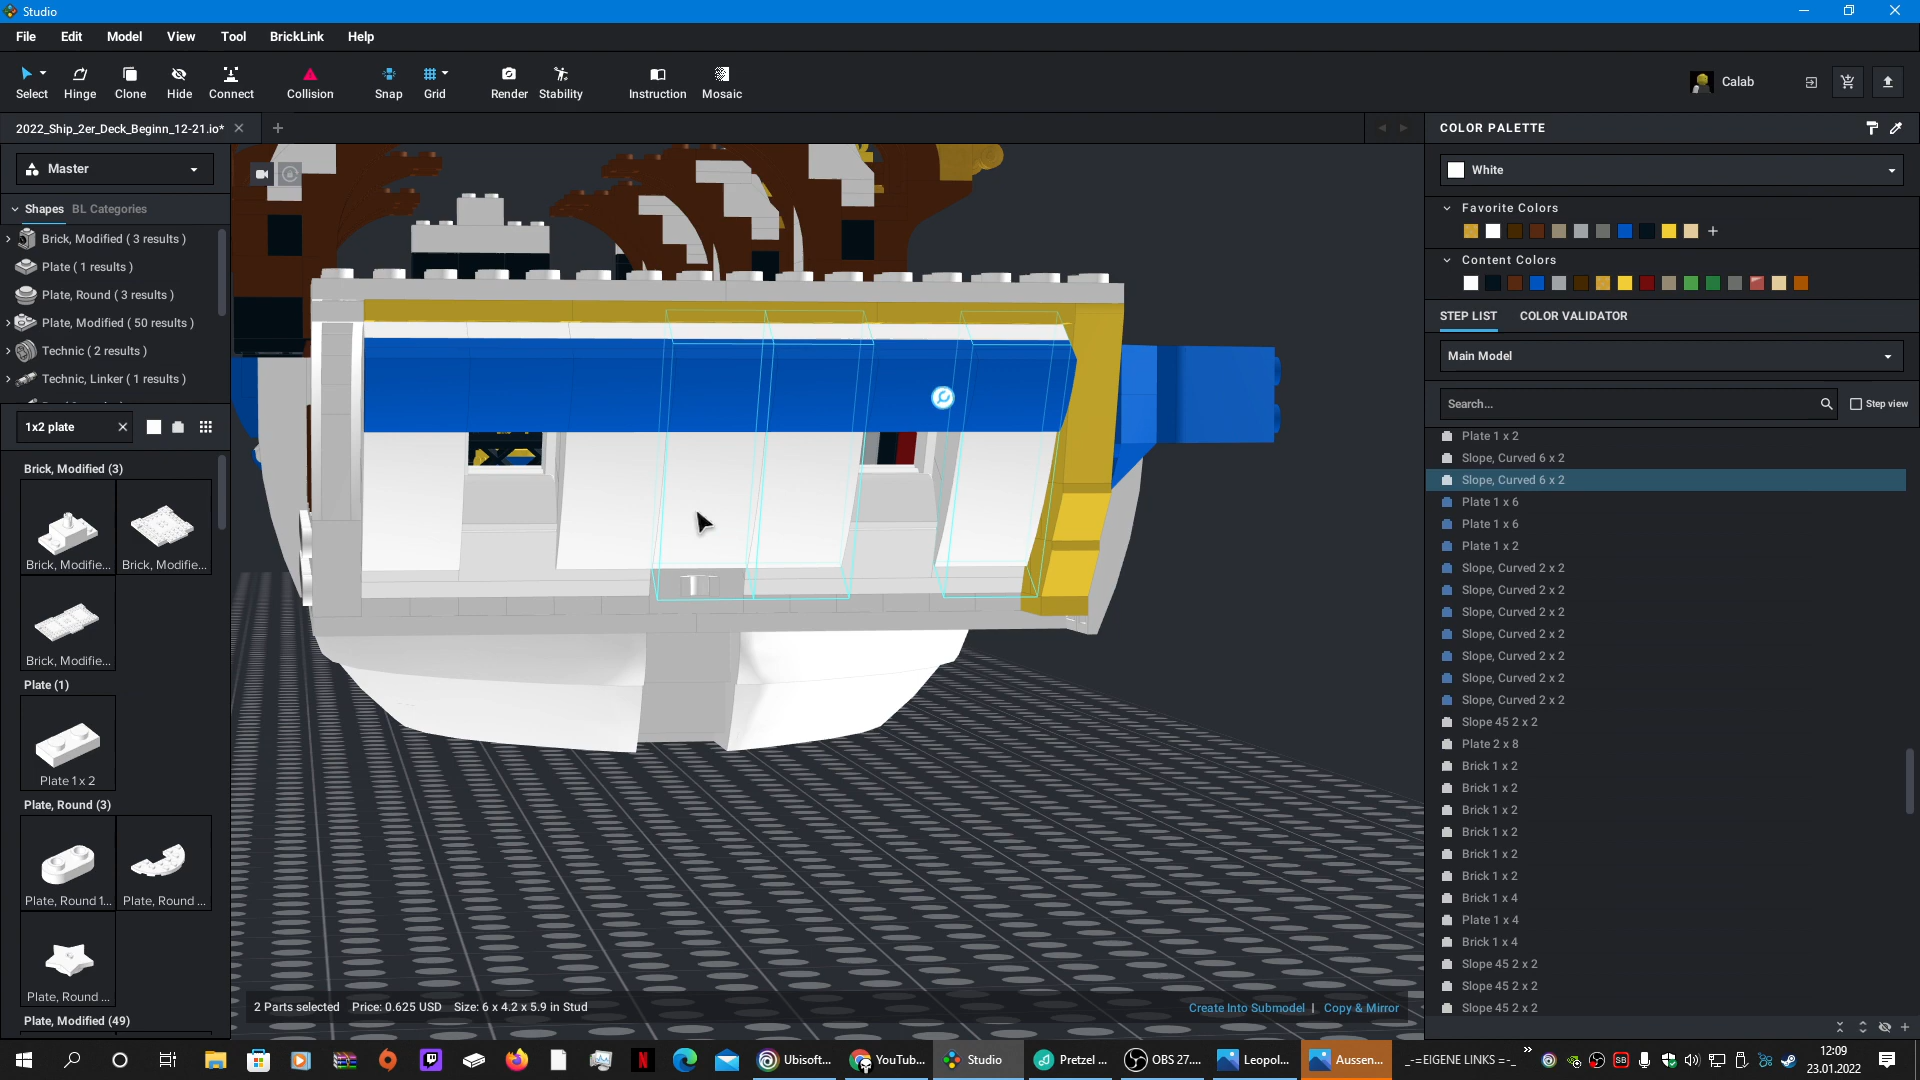 Studio
File Edit Model View Tool BrickLink Help
Select Hinge Clone Hide Connect Collision Snap Grid Render Stability Instruction Mosaic
Calab
2022_Ship_2er_Deck_Beginn_12-21.io*
Master
Shapes BL Categories
Brick, Modified ( 3 results )
Plate ( 1 results )
Plate, Round ( 3 results )
Plate, Modified ( 50 results )
Technic ( 2 results )
Technic, Linker ( 1 results )
1x2 plate
Brick, Modified (3)
Brick, Modifie... Brick, Modifie...
Brick, Modifie...
Plate (1)
Plate 1 x 2
Plate, Round (3)
Plate, Round 1... Plate, Round ...
Plate, Round ...
Plate, Modified (49)
2 Parts selected Price: 0.625 USD Size: 6 x 4.2 x 5.9 in Stud
Create Into Submodel | Copy & Mirror
COLOR PALETTE
White
Favorite Colors
Content Colors
STEP LIST COLOR VALIDATOR
Main Model
Search... Step view
Plate 1 x 2
Slope, Curved 6 x 2
Slope, Curved 6 x 2
Plate 1 x 6
Plate 1 x 6
Plate 1 x 2
Slope, Curved 2 x 2
Slope, Curved 2 x 2
Slope, Curved 2 x 2
Slope, Curved 2 x 2
Slope, Curved 2 x 2
Slope, Curved 2 x 2
Slope, Curved 2 x 2
Slope 45 2 x 2
Plate 2 x 8
Brick 1 x 2
Brick 1 x 2
Brick 1 x 2
Brick 1 x 2
Brick 1 x 2
Brick 1 x 2
Brick 1 x 4
Plate 1 x 4
Brick 1 x 4
Slope 45 2 x 2
Slope 45 2 x 2
Slope 45 2 x 2
Ubisoft... YouTub... Studio Pretzel ... OBS 27.... Leopol... Aussen... _-=EIGENE LINKS =-_ » SB
12:09
23.01.2022